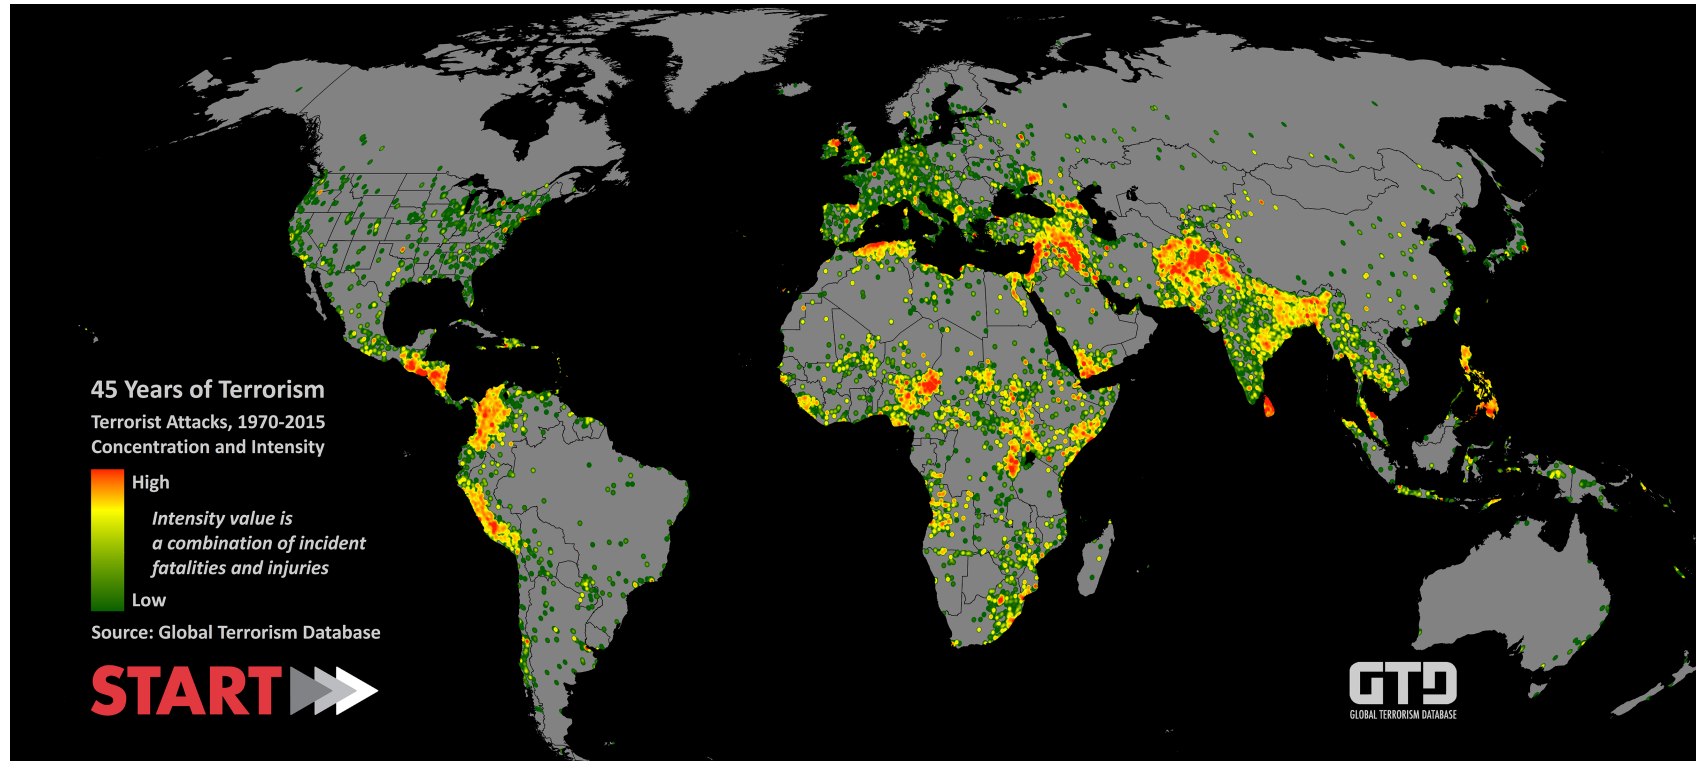 45 Years of Terrorism
Terrorist Attacks, 1970-2015
Concentration and Intensity
High
Intensity value is
a combination of incident
fatalities and injuries
Low
Source: Global Terrorism Database
START
GTD
GLOBAL TERRORISM DATABASE